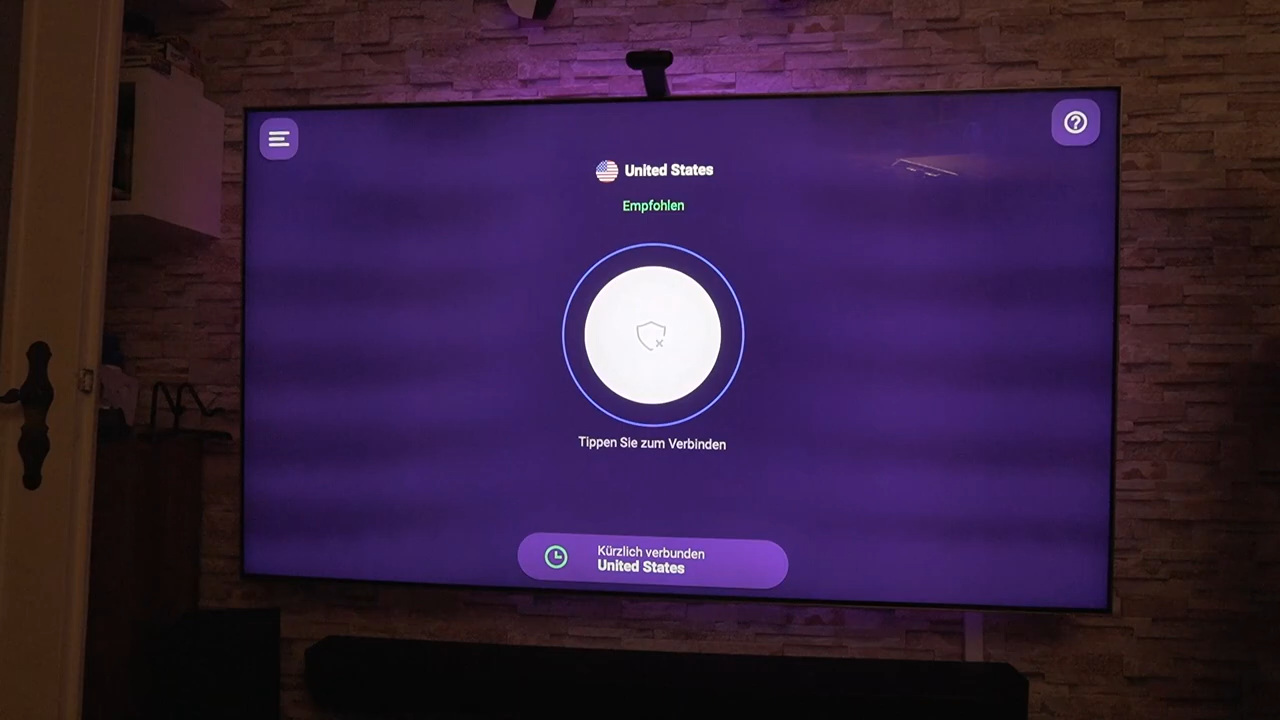 United States
Empfohlen
Tippen Sie zum Verbinden
Kürzlich verbunden
United States